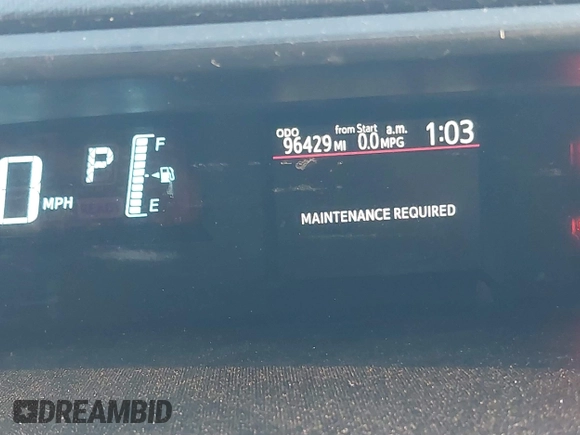 ODO from Start a.m. 1:03
96429 MI 0.0 MPG
P F
0 MPH E
MAINTENANCE REQUIRED
DREAMBID